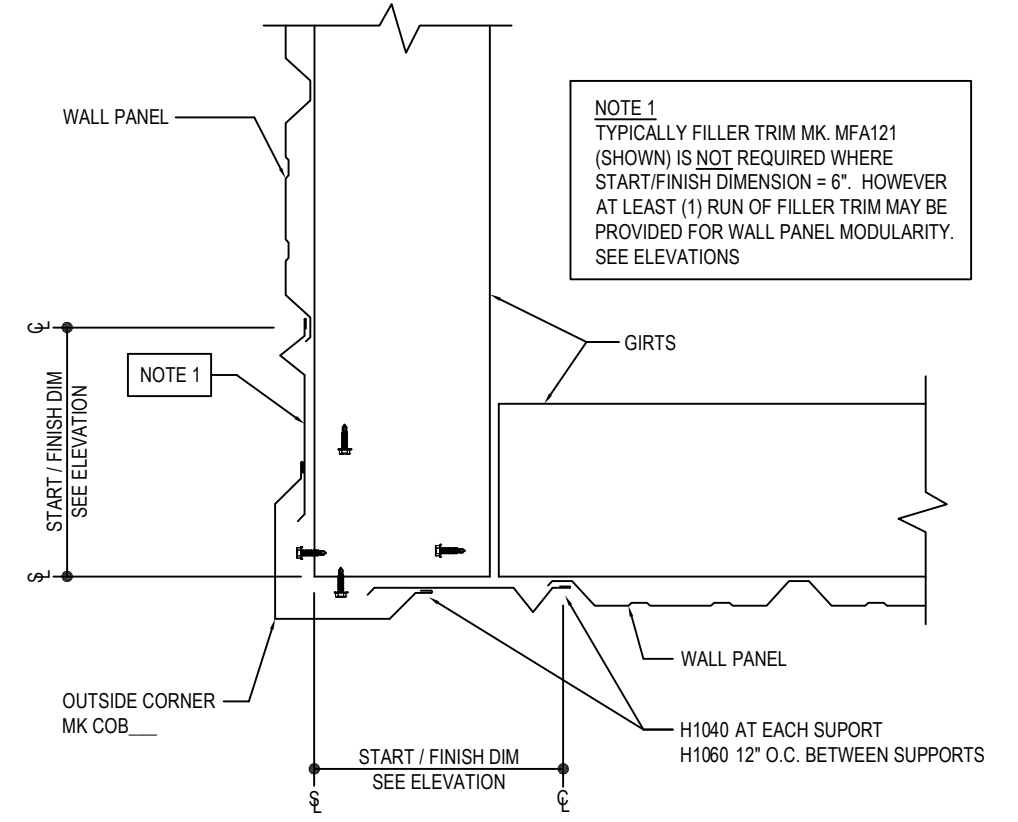 WALL PANEL
NOTE 1
TYPICALLY FILLER TRIM MK. MFA121
(SHOWN) IS NOT REQUIRED WHERE
START/FINISH DIMENSION = 6". HOWEVER
AT LEAST (1) RUN OF FILLER TRIM MAY BE
PROVIDED FOR WALL PANEL MODULARITY.
SEE ELEVATIONS
GIRTS
℄
NOTE 1
START / FINISH DIM
SEE ELEVATION
SL
WALL PANEL
OUTSIDE CORNER
MK COB___
H1040 AT EACH SUPORT
H1060 12" O.C. BETWEEN SUPPORTS
START / FINISH DIM
SEE ELEVATION
SL
℄